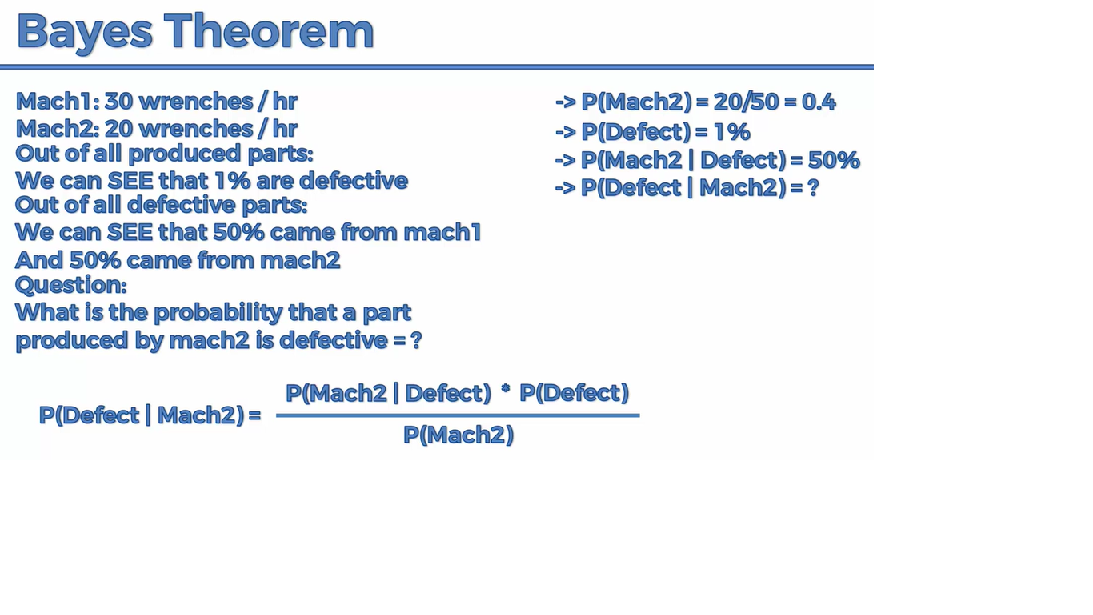 Bayes Theorem
Mach1: 30 wrenches / hr
Mach2: 20 wrenches / hr
Out of all produced parts:
We can SEE that 1% are defective
Out of all defective parts:
We can SEE that 50% came from mach1
And 50% came from mach2
Question:
What is the probability that a part
produced by mach2 is defective = ?
-> P(Mach2) = 20/50 = 0.4
-> P(Defect) = 1%
-> P(Mach2 | Defect) = 50%
-> P(Defect | Mach2) = ?
P(Mach2 | Defect) * P(Defect)
P(Defect | Mach2) =
P(Mach2)